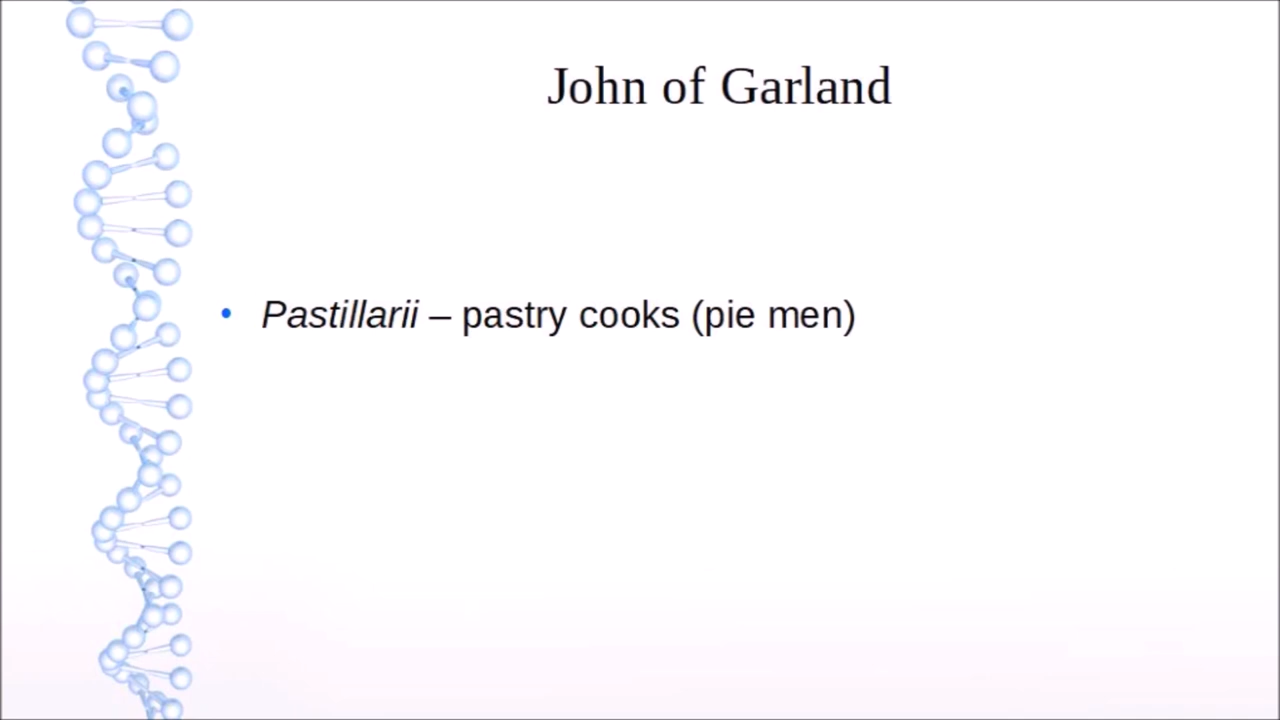 John of Garland
• Pastillarii – pastry cooks (pie men)